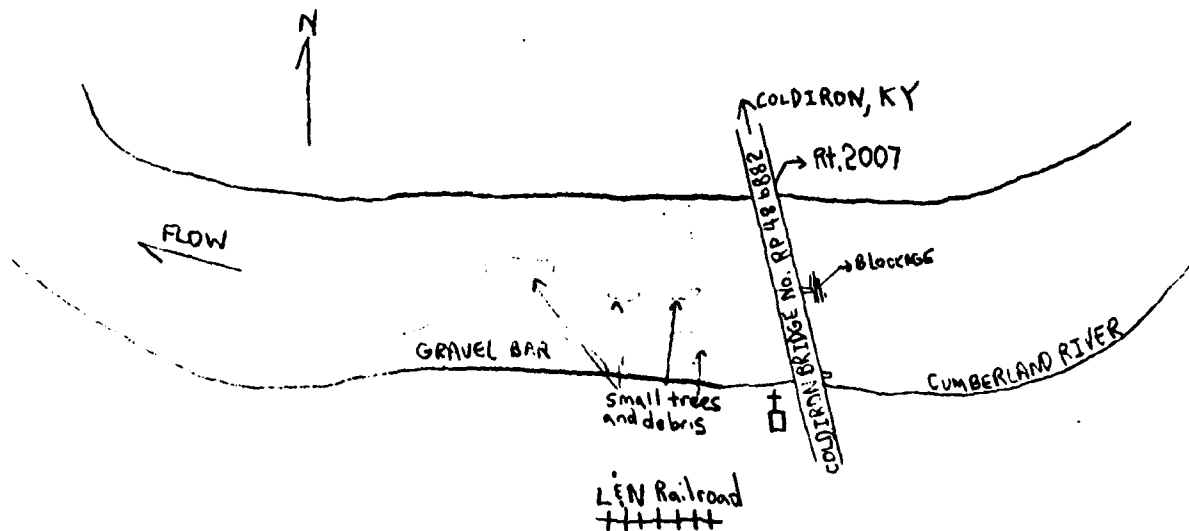 N
COLDIRON, KY
Rt. 2007
FLOW
BLOCKAGE
COLDIRON BRIDGE No. RP 48 6882
GRAVEL BAR
CUMBERLAND RIVER
small trees
and debris
L&N Railroad